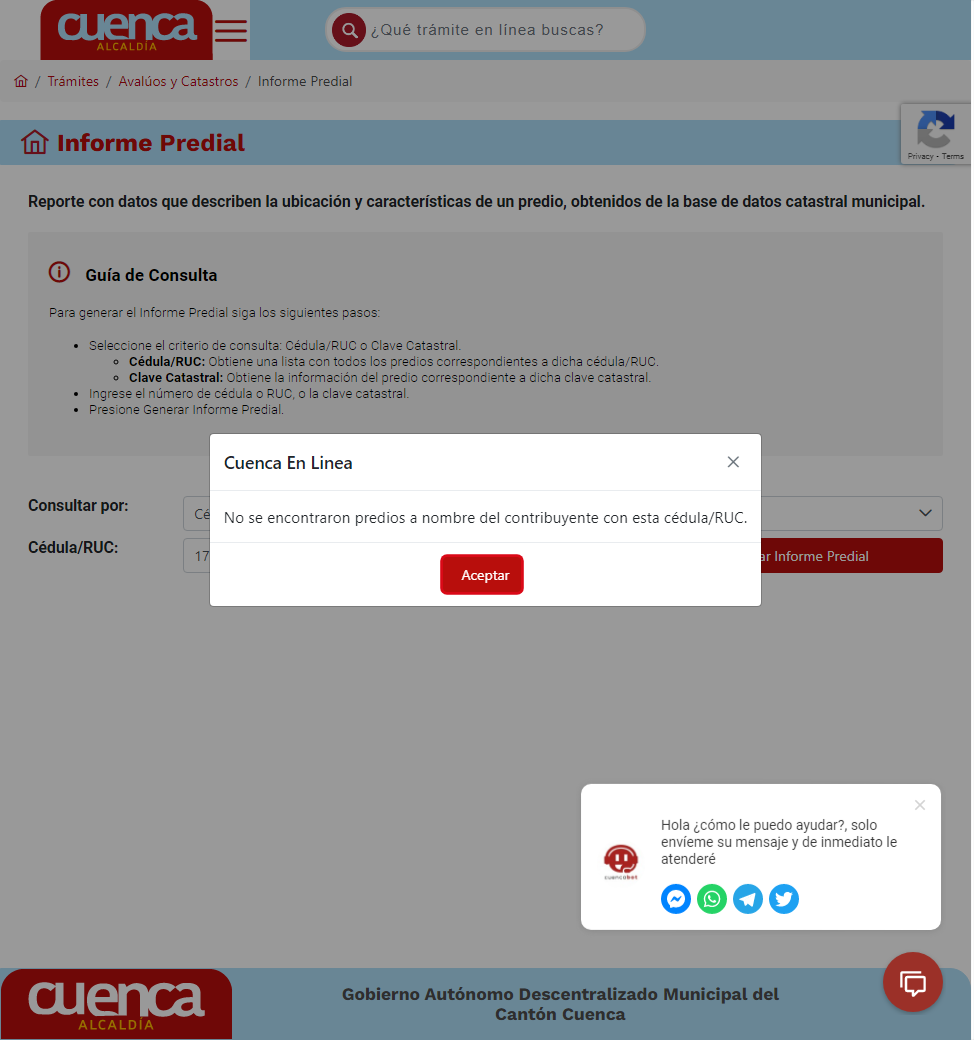 cuenca
ALCALDÍA
¿Qué trámite en línea buscas?
/ Trámites / Avalúos y Catastros / Informe Predial
Informe Predial
Privacy - Terms
Reporte con datos que describen la ubicación y características de un predio, obtenidos de la base de datos catastral municipal.
Guía de Consulta
Para generar el Informe Predial siga los siguientes pasos:
Seleccione el criterio de consulta: Cédula/RUC o Clave Catastral.
Cédula/RUC: Obtiene una lista con todos los predios correspondientes a dicha cédula/RUC.
Clave Catastral: Obtiene la información del predio correspondiente a dicha clave catastral.
Ingrese el número de cédula o RUC, o la clave catastral.
Presione Generar Informe Predial.
Cuenca En Linea
No se encontraron predios a nombre del contribuyente con esta cédula/RUC.
Aceptar
Consultar por:
Cé
Cédula/RUC:
17
ar Informe Predial
Hola ¿cómo le puedo ayudar?, solo
envíeme su mensaje y de inmediato le
atenderé
cuencabot
cuenca
ALCALDÍA
Gobierno Autónomo Descentralizado Municipal del
Cantón Cuenca